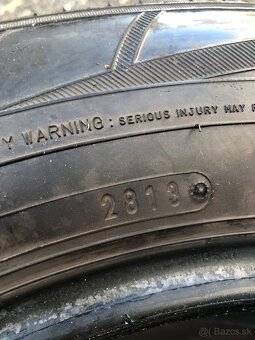 Y WARNING: SERIOUS INJURY MAY
2813
Bazos.sk